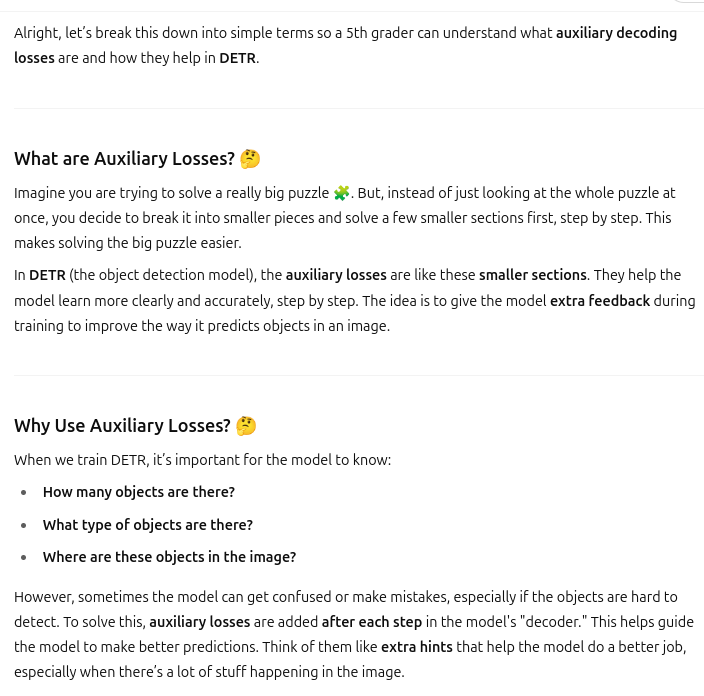 Alright, let's break this down into simple terms so a 5th grader can understand what auxiliary decoding
losses are and how they help in DETR.
What are Auxiliary Losses? 🤔
Imagine you are trying to solve a really big puzzle 🧩. But, instead of just looking at the whole puzzle at
once, you decide to break it into smaller pieces and solve a few smaller sections first, step by step. This
makes solving the big puzzle easier.
In DETR (the object detection model), the auxiliary losses are like these smaller sections. They help the
model learn more clearly and accurately, step by step. The idea is to give the model extra feedback during
training to improve the way it predicts objects in an image.
Why Use Auxiliary Losses? 🤔
When we train DETR, it's important for the model to know:
• How many objects are there?
• What type of objects are there?
• Where are these objects in the image?
However, sometimes the model can get confused or make mistakes, especially if the objects are hard to
detect. To solve this, auxiliary losses are added after each step in the model's "decoder." This helps guide
the model to make better predictions. Think of them like extra hints that help the model do a better job,
especially when there's a lot of stuff happening in the image.